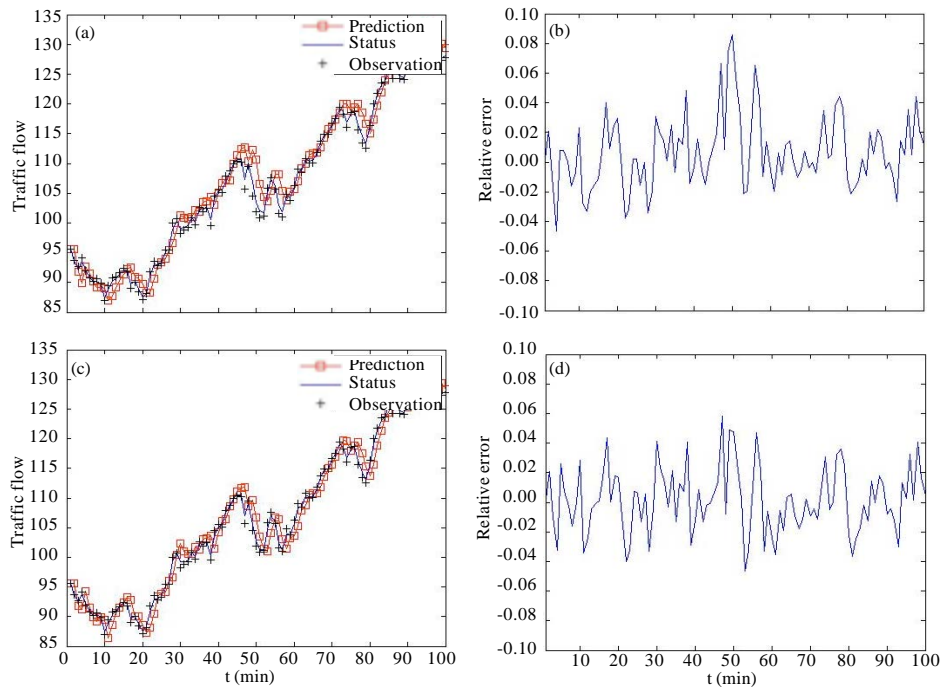 (a)
Prediction
Status
Observation
Traffic flow
135
130
125
120
115
110
105
100
95
90
85
(b)
Relative error
0.10
0.08
0.06
0.04
0.02
0.00
-0.02
-0.04
-0.06
-0.08
-0.10
(c)
Prediction
Status
Observation
Traffic flow
135
130
125
120
115
110
105
100
95
90
85
0 10 20 30 40 50 60 70 80 90 100
t (min)
(d)
Relative error
0.10
0.08
0.06
0.04
0.02
0.00
-0.02
-0.04
-0.06
-0.08
-0.10
10 20 30 40 50 60 70 80 90 100
t (min)